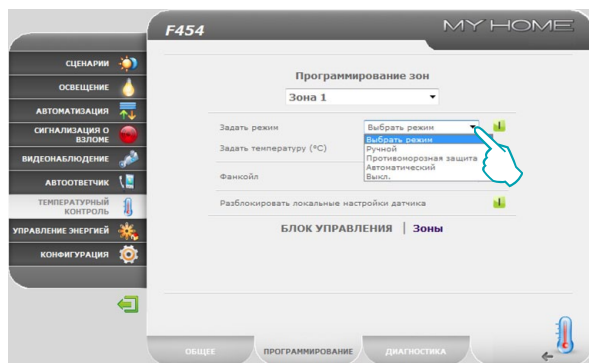 F454
MY HOME
СЦЕНАРИИ
ОСВЕЩЕНИЕ
АВТОМАТИЗАЦИЯ
СИГНАЛИЗАЦИЯ О
ВЗЛОМЕ
ВИДЕОНАБЛЮДЕНИЕ
АВТООТВЕТЧИК
ТЕМПЕРАТУРНЫЙ
КОНТРОЛЬ
УПРАВЛЕНИЕ ЭНЕРГИЕЙ
КОНФИГУРАЦИЯ
Программирование зон
Зона 1
Задать режим
Выбрать режим
Выбрать режим
Ручной
Противоморозная защита
Автоматический
Выкл.
Задать температуру (°C)
Фанкойл
Разблокировать локальные настройки датчика
БЛОК УПРАВЛЕНИЯ | Зоны
ОБЩЕЕ
ПРОГРАММИРОВАНИЕ
ДИАГНОСТИКА